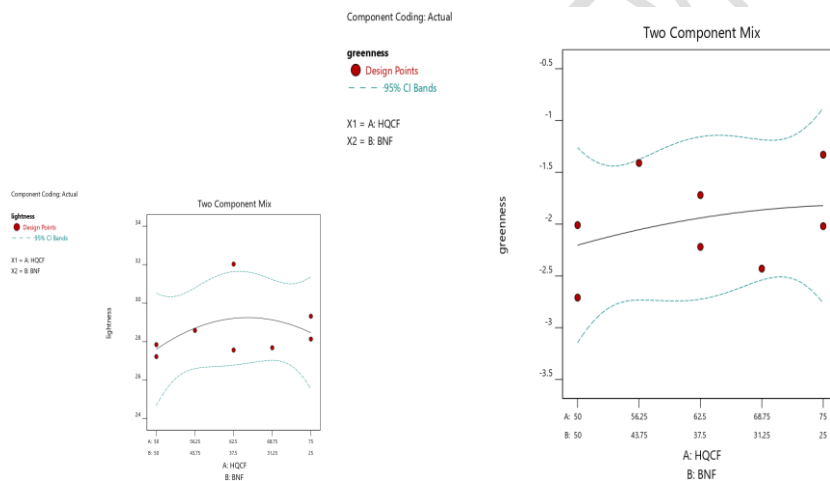 Component Coding: Actual
lightness
Design Points
95% CI Bands
X1 = A: HQCF
X2 = B: BNF
Two Component Mix
lightness
34
32
30
28
26
24
A: 50 56.25 62.5 68.75 75
B: 50 43.75 37.5 31.25 25
A: HQCF
B: BNF
Component Coding: Actual
greenness
Design Points
95% CI Bands
X1 = A: HQCF
X2 = B: BNF
Two Component Mix
greenness
-0.5
-1
-1.5
-2
-2.5
-3
-3.5
A: 50 56.25 62.5 68.75 75
B: 50 43.75 37.5 31.25 25
A: HQCF
B: BNF